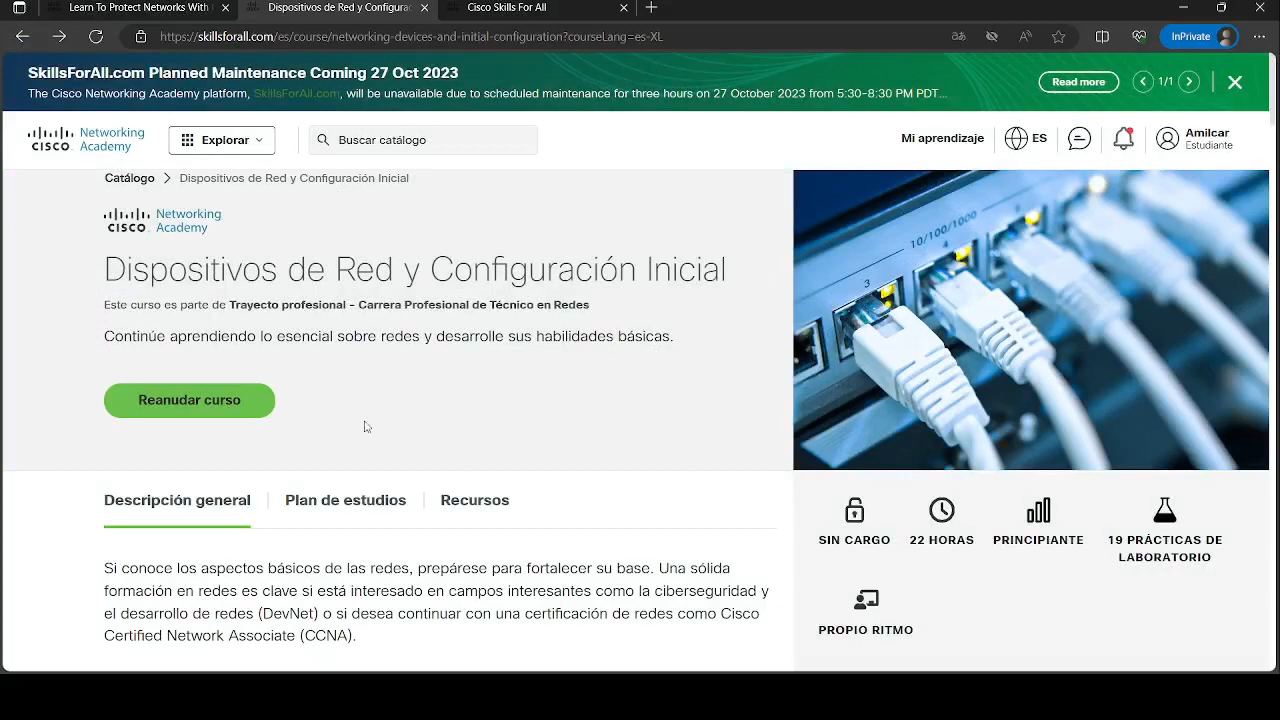 Learn To Protect Networks With
Dispositivos de Red y Configurac
Cisco Skills For All
https://skillsforall.com/es/course/networking-devices-and-initial-configuration?courseLang=es-XL
InPrivate
SkillsForAll.com Planned Maintenance Coming 27 Oct 2023
The Cisco Networking Academy platform, SkillsForAll.com, will be unavailable due to scheduled maintenance for three hours on 27 October 2023 from 5:30-8:30 PM PDT...
Read more
1/1
CISCO Networking Academy
Explorar
Buscar catálogo
Mi aprendizaje
ES
Amilcar
Estudiante
Catálogo > Dispositivos de Red y Configuración Inicial
CISCO Networking Academy
Dispositivos de Red y Configuración Inicial
Este curso es parte de Trayecto profesional - Carrera Profesional de Técnico en Redes
Continúe aprendiendo lo esencial sobre redes y desarrolle sus habilidades básicas.
Reanudar curso
10/100/1000
3
4
5
Descripción general
Plan de estudios
Recursos
Si conoce los aspectos básicos de las redes, prepárese para fortalecer su base. Una sólida
formación en redes es clave si está interesado en campos interesantes como la ciberseguridad y
el desarrollo de redes (DevNet) o si desea continuar con una certificación de redes como Cisco
Certified Network Associate (CCNA).
SIN CARGO
22 HORAS
PRINCIPIANTE
19 PRÁCTICAS DE
LABORATORIO
PROPIO RITMO